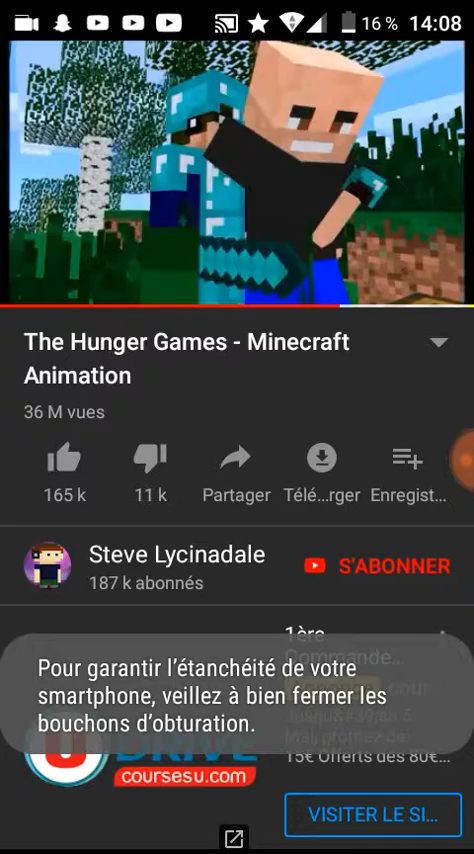 16 % 14:08
The Hunger Games - Minecraft
Animation
36 M vues
165 k 11 k Partager Télé...rger Enregist...
Steve Lycinadale
S'ABONNER
187 k abonnés
1ère
Commande...
Pour garantir l'étanchéité de votre
smartphone, veillez à bien fermer les
bouchons d'obturation.
U DRIVE
coursesu.com
15€ Offerts dès 80€...
VISITER LE SI...